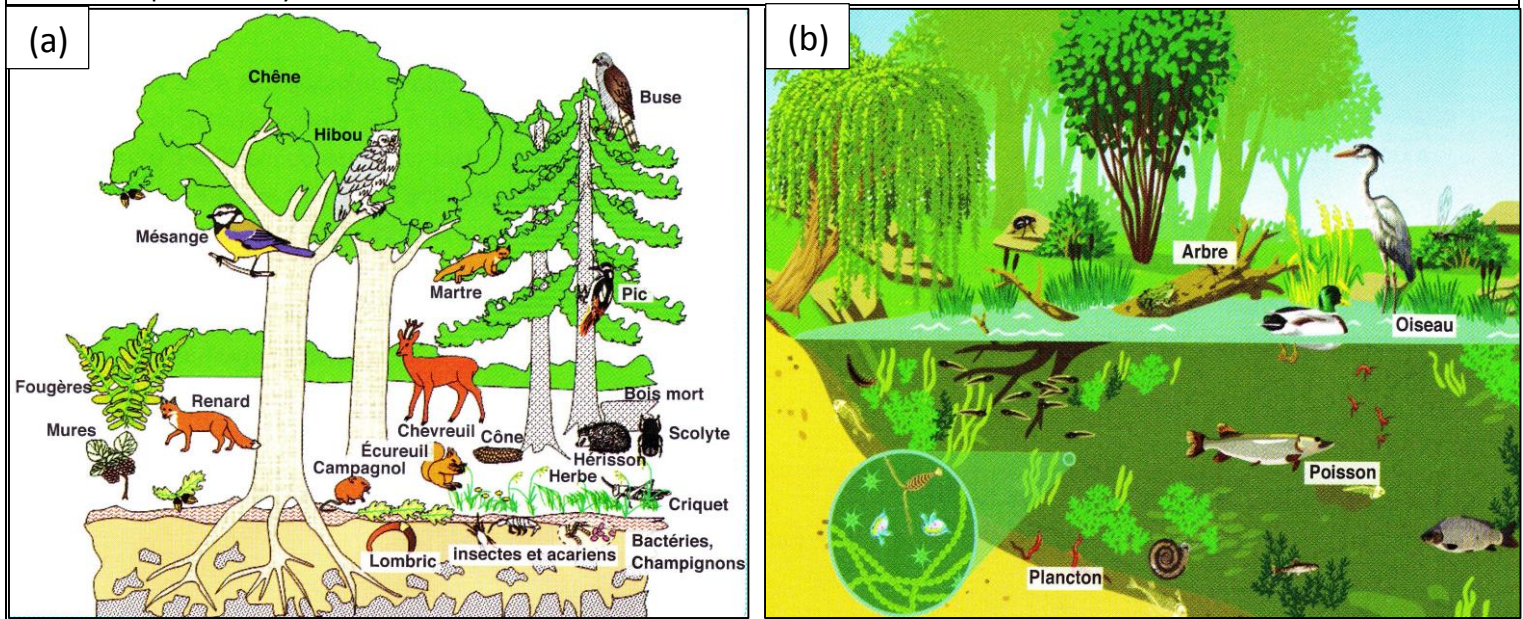 (a)
Chêne
Hibou
Buse
Mésange
Martre
Pic
Fougères
Renard
Mures
Chevreuil
Bois mort
Scolyte
Écureuil
Cône
Campagnol
Hérisson
Herbe
Criquet
Lombric
insectes et acariens
Bactéries,
Champignons
(b)
Arbre
Oiseau
Poisson
Plancton